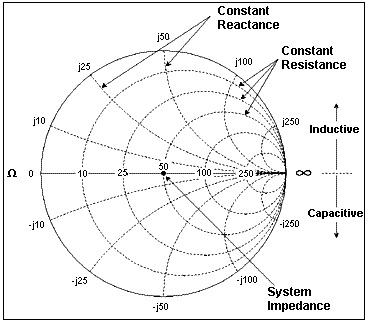 Constant
Reactance
j50
j25
j100
Constant
Resistance
j10
j250
Inductive
Ω
0
10
25
50
100
250
∞
Capacitive
-j10
-j250
-j25
-j100
-j50
System
Impedance